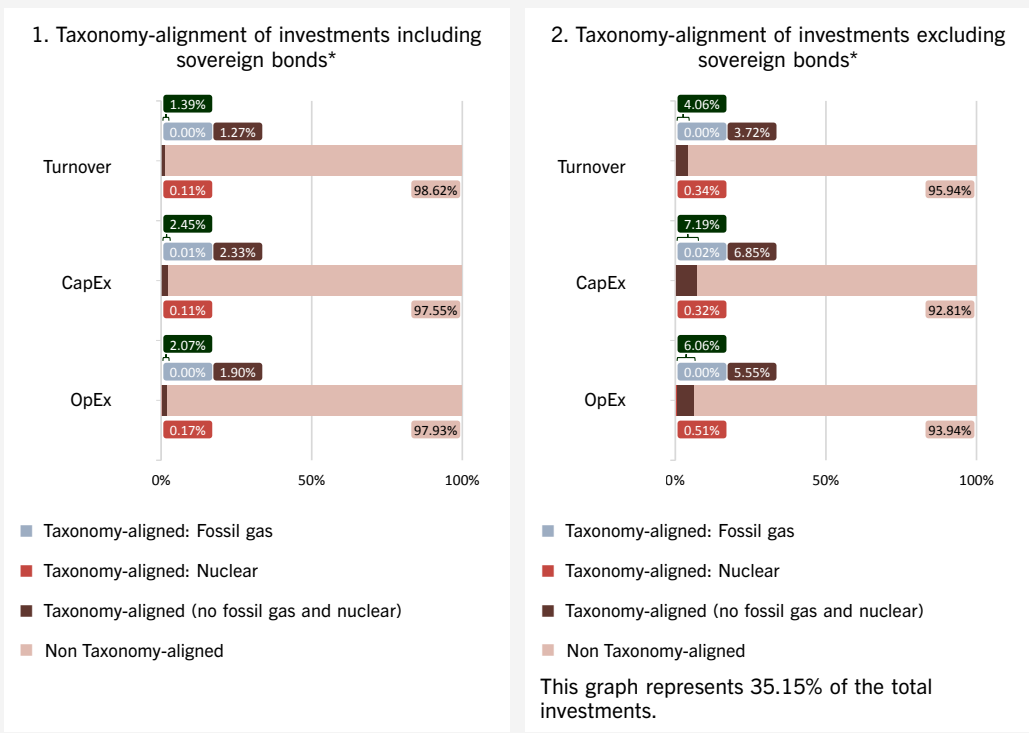 1. Taxonomy-alignment of investments including
sovereign bonds*
1.39%
0.00% 1.27%
Turnover
0.11% 98.62%
2.45%
0.01% 2.33%
CapEx
0.11% 97.55%
2.07%
0.00% 1.90%
OpEx
0.17% 97.93%
0% 50% 100%
Taxonomy-aligned: Fossil gas
Taxonomy-aligned: Nuclear
Taxonomy-aligned (no fossil gas and nuclear)
Non Taxonomy-aligned
2. Taxonomy-alignment of investments excluding
sovereign bonds*
4.06%
0.00% 3.72%
Turnover
0.34% 95.94%
7.19%
0.02% 6.85%
CapEx
0.32% 92.81%
6.06%
0.00% 5.55%
OpEx
0.51% 93.94%
0% 50% 100%
Taxonomy-aligned: Fossil gas
Taxonomy-aligned: Nuclear
Taxonomy-aligned (no fossil gas and nuclear)
Non Taxonomy-aligned
This graph represents 35.15% of the total
investments.